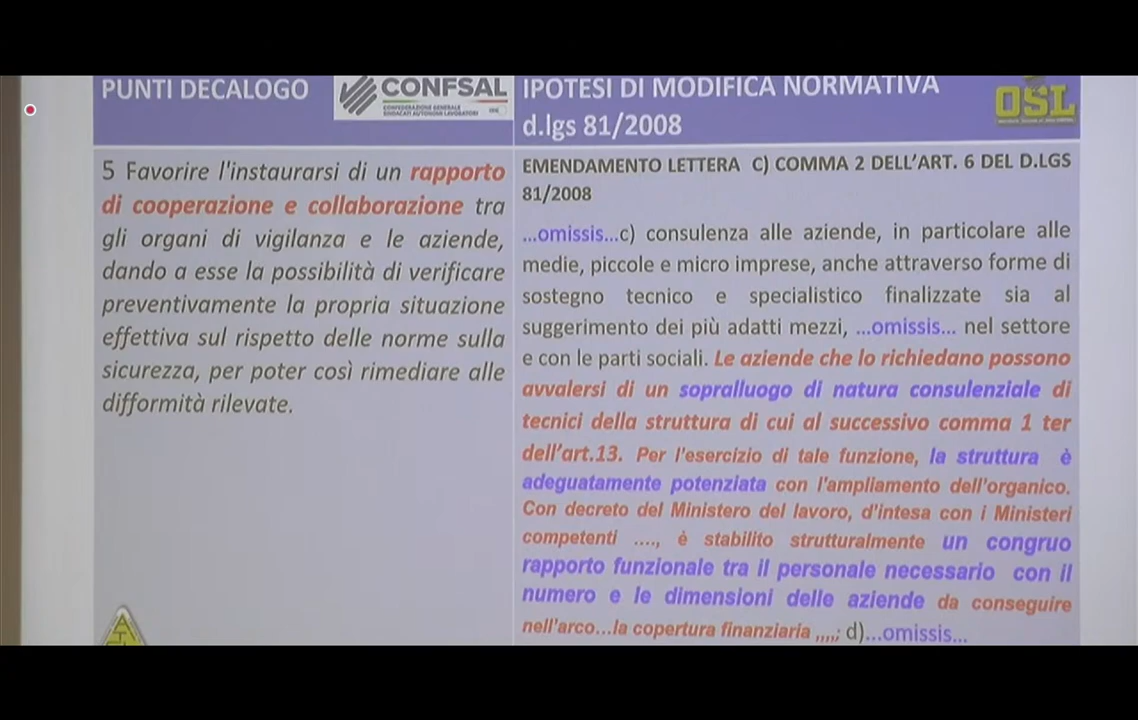 PUNTI DECALOGO
CONFSAL
CONFEDERAZIONE GENERALE
SINDACATI AUTONOMI LAVORATORI
IPOTESI DI MODIFICA NORMATIVA
d.lgs 81/2008
OSL
5 Favorire l'instaurarsi di un rapporto
di cooperazione e collaborazione tra
gli organi di vigilanza e le aziende,
dando a esse la possibilità di verificare
preventivamente la propria situazione
effettiva sul rispetto delle norme sulla
sicurezza, per poter così rimediare alle
difformità rilevate.
EMENDAMENTO LETTERA C) COMMA 2 DELL'ART. 6 DEL D.LGS
81/2008
...omissis...c) consulenza alle aziende, in particolare alle
medie, piccole e micro imprese, anche attraverso forme di
sostegno tecnico e specialistico finalizzate sia al
suggerimento dei più adatti mezzi, ...omissis... nel settore
e con le parti sociali. Le aziende che lo richiedano possono
avvalersi di un sopralluogo di natura consulenziale di
tecnici della struttura di cui al successivo comma 1 ter
dell'art.13. Per l'esercizio di tale funzione, la struttura è
adeguatamente potenziata con l'ampliamento dell'organico.
Con decreto del Ministero del lavoro, d'intesa con i Ministeri
competenti ...., è stabilito strutturalmente un congruo
rapporto funzionale tra il personale necessario con il
numero e le dimensioni delle aziende da conseguire
nell'arco...la copertura finanziaria ,,,,; d)...omissis...